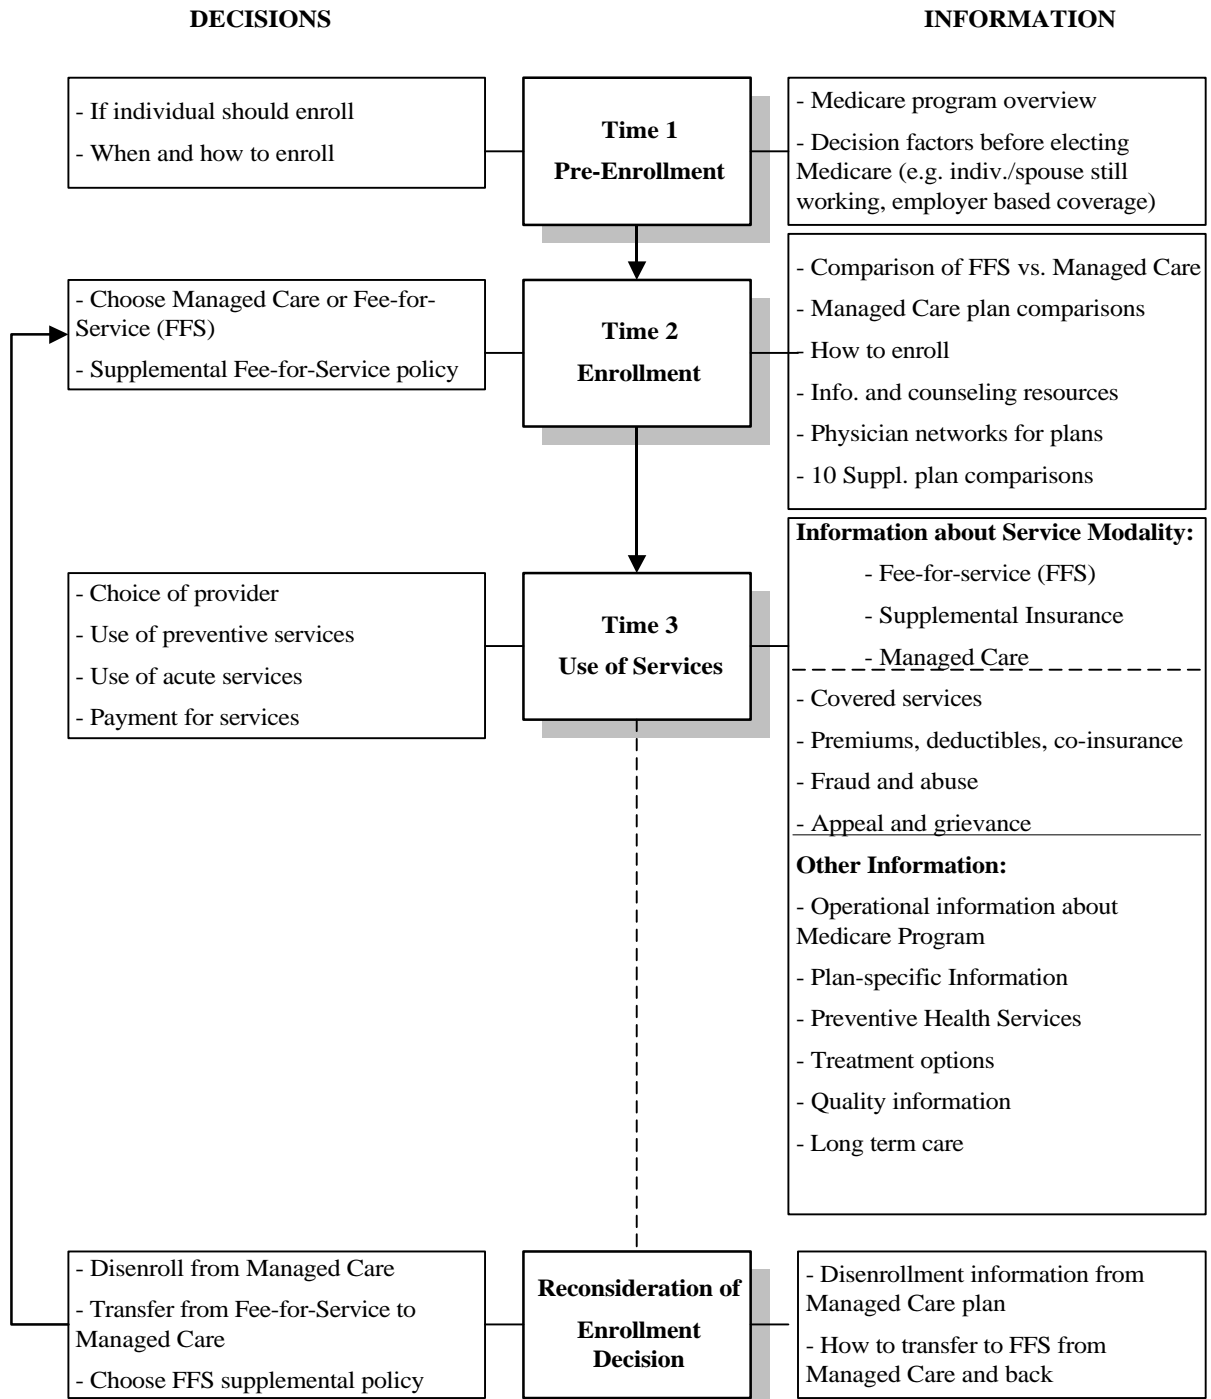 DECISIONS
INFORMATION
- If individual should enroll
- When and how to enroll
Time 1
Pre-Enrollment
- Medicare program overview
- Decision factors before electing
Medicare (e.g. indiv./spouse still
working, employer based coverage)
- Choose Managed Care or Fee-for-
Service (FFS)
- Supplemental Fee-for-Service policy
Time 2
Enrollment
- Comparison of FFS vs. Managed Care
- Managed Care plan comparisons
- How to enroll
- Info. and counseling resources
- Physician networks for plans
- 10 Suppl. plan comparisons
- Choice of provider
- Use of preventive services
- Use of acute services
- Payment for services
Time 3
Use of Services
Information about Service Modality:
- Fee-for-service (FFS)
- Supplemental Insurance
- Managed Care
- Covered services
- Premiums, deductibles, co-insurance
- Fraud and abuse
- Appeal and grievance
Other Information:
- Operational information about
Medicare Program
- Plan-specific Information
- Preventive Health Services
- Treatment options
- Quality information
- Long term care
- Disenroll from Managed Care
- Transfer from Fee-for-Service to
Managed Care
- Choose FFS supplemental policy
Reconsideration of
Enrollment
Decision
- Disenrollment information from
Managed Care plan
- How to transfer to FFS from
Managed Care and back